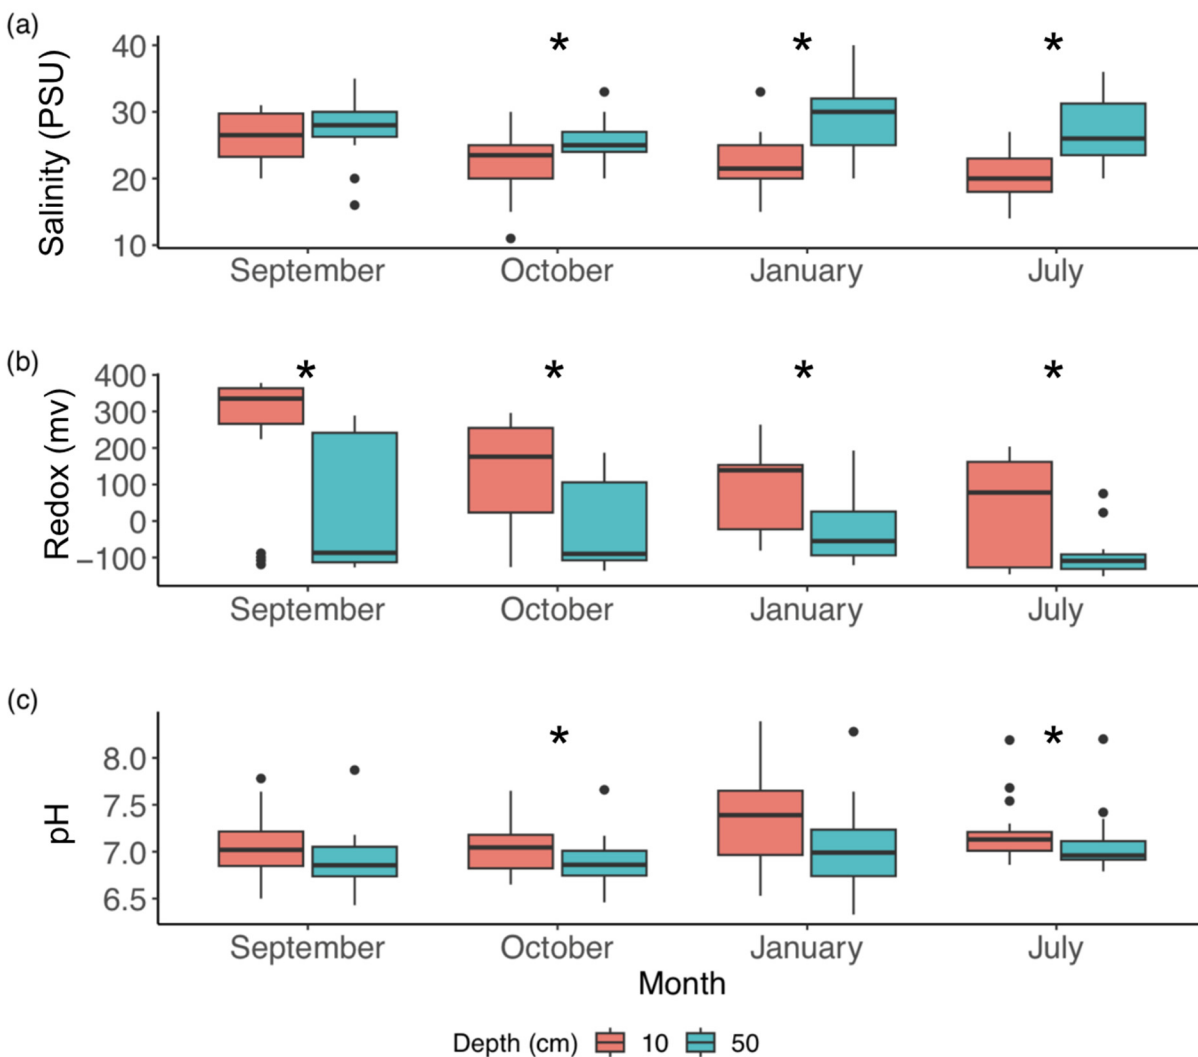 (a)
Salinity (PSU)
40
30
20
10
* * *
September October January July
(b)
Redox (mv)
400
300
200
100
0
−100
* * * *
September October January July
(c)
pH
8.0
7.5
7.0
6.5
* *
September October January July
Month
Depth (cm) 10 50